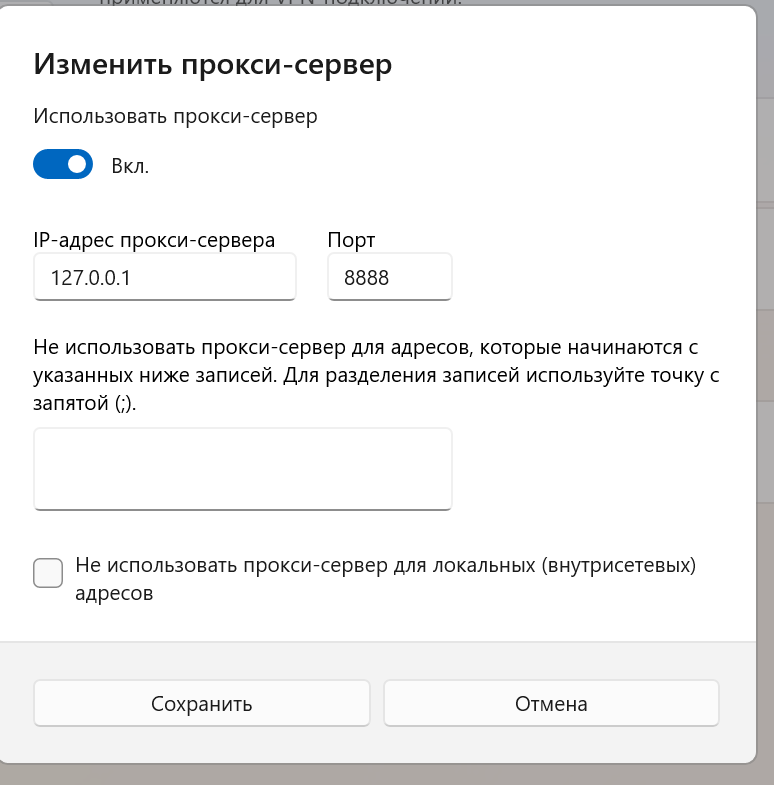 применяются для VPN-подключений.
Изменить прокси-сервер
Использовать прокси-сервер
Вкл.
IP-адрес прокси-сервера
Порт
127.0.0.1
8888
Не использовать прокси-сервер для адресов, которые начинаются с
указанных ниже записей. Для разделения записей используйте точку с
запятой (;).
Не использовать прокси-сервер для локальных (внутрисетевых)
адресов
Сохранить
Отмена